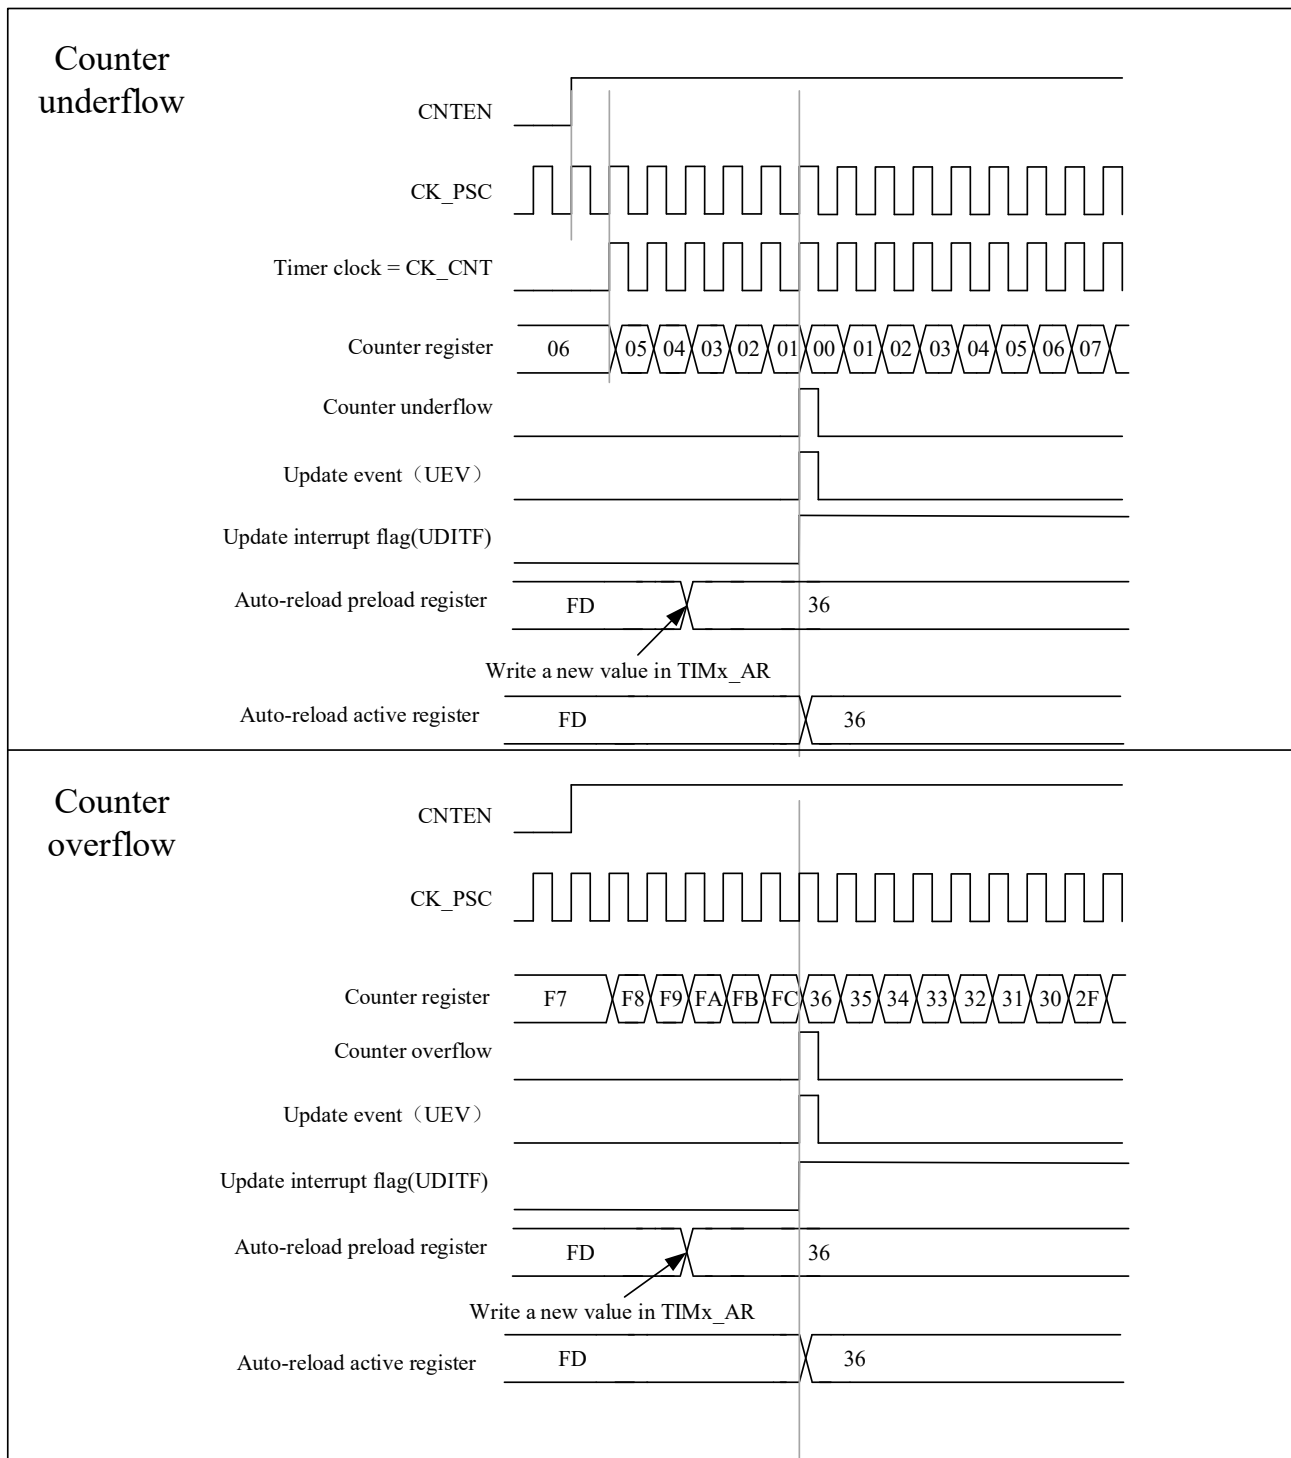 Counter
underflow
CNTEN
CK_PSC
Timer clock = CK_CNT
Counter register 06 05 04 03 02 01 00 01 02 03 04 05 06 07
Counter underflow
Update event（UEV）
Update interrupt flag(UDITF)
Auto-reload preload register FD 36
Write a new value in TIMx_AR
Auto-reload active register FD 36
Counter
overflow
CNTEN
CK_PSC
Counter register F7 F8 F9 FA FB FC 36 35 34 33 32 31 30 2F
Counter overflow
Update event（UEV）
Update interrupt flag(UDITF)
Auto-reload preload register FD 36
Write a new value in TIMx_AR
Auto-reload active register FD 36